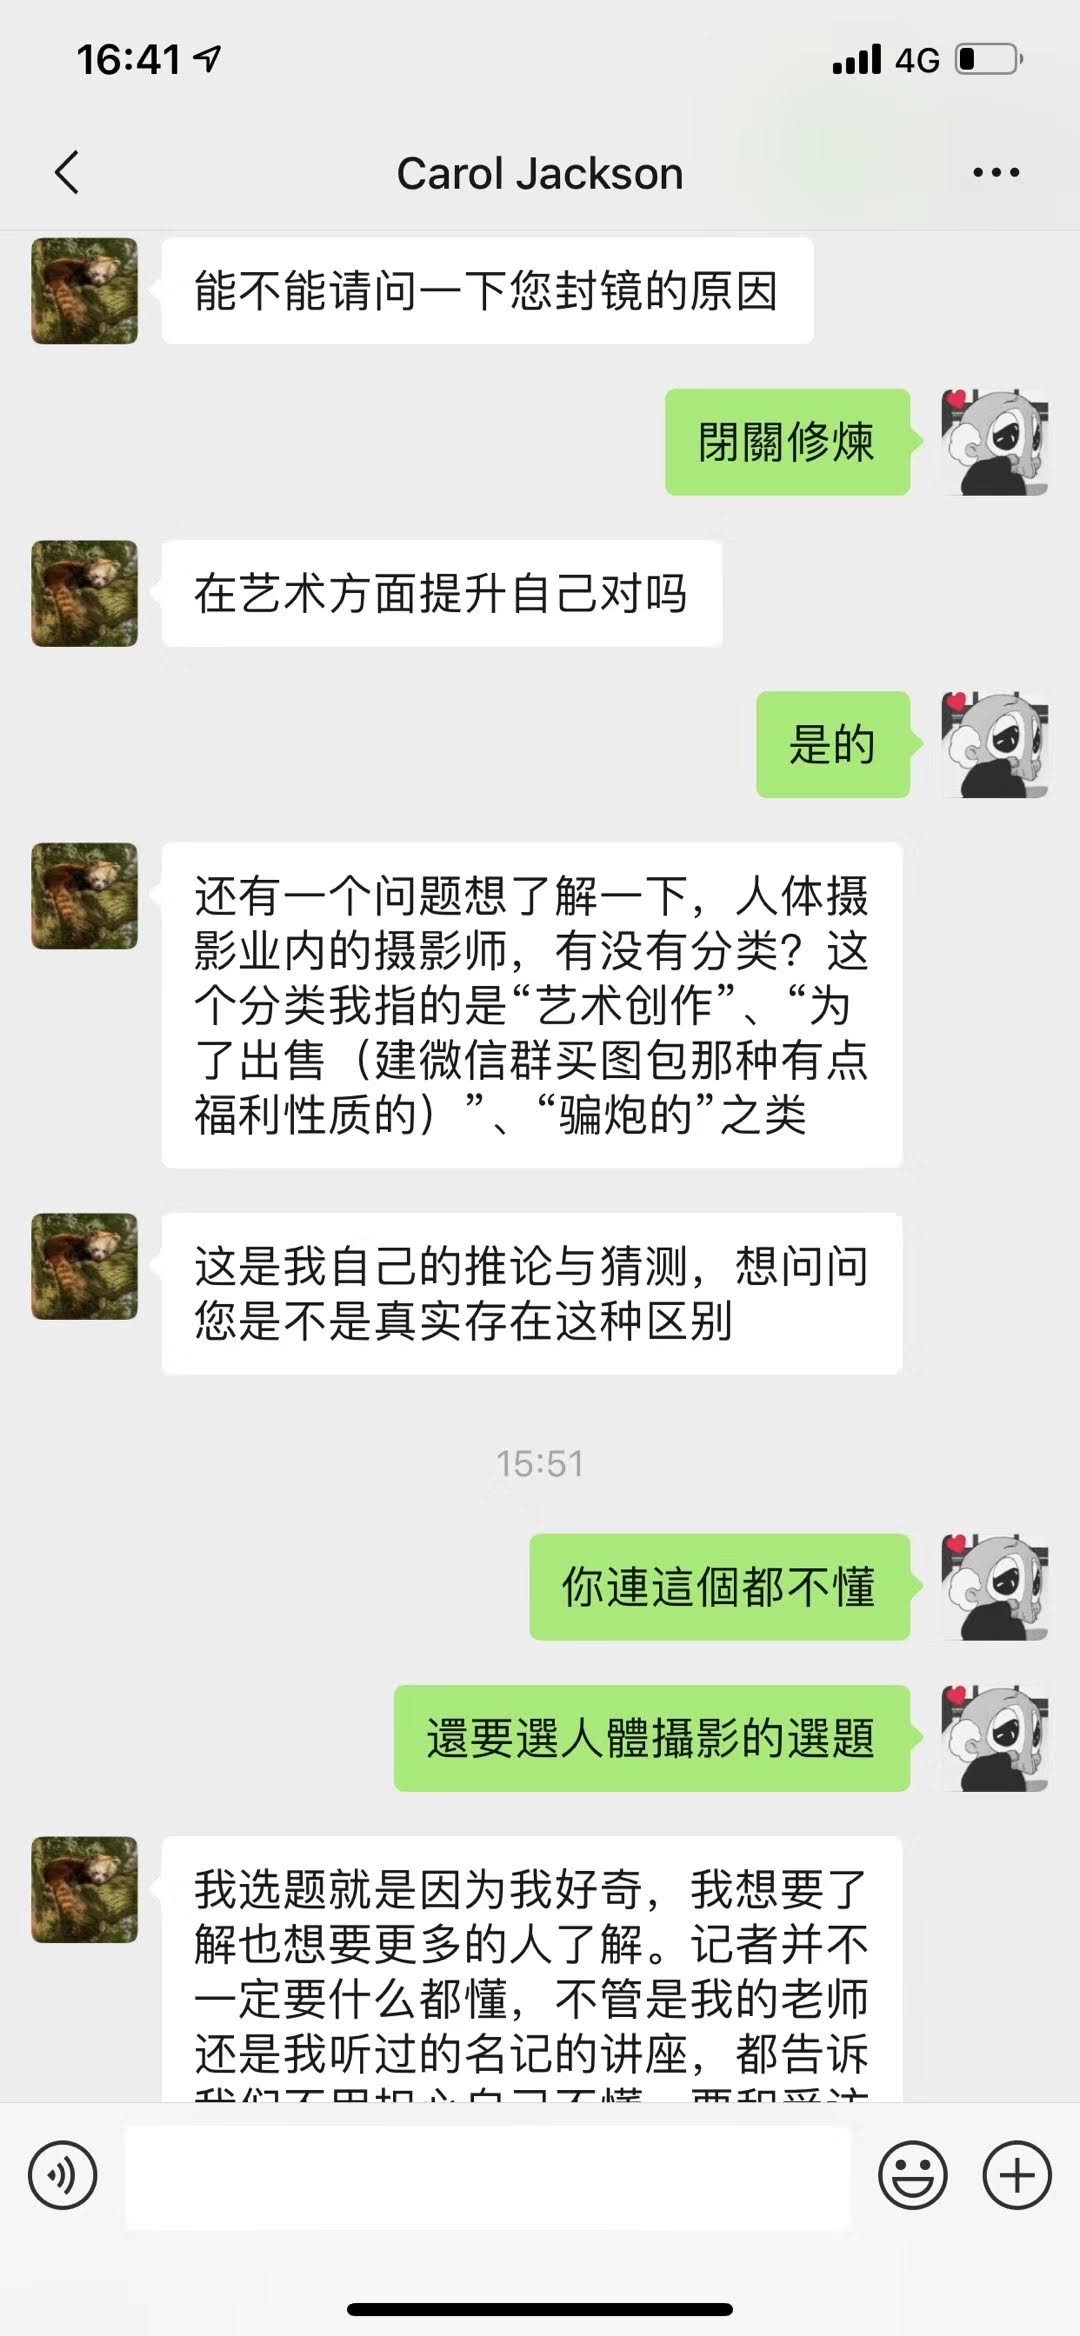 16:41
4G
Carol Jackson
能不能请问一下您封镜的原因
閉關修煉
在艺术方面提升自己对吗
是的
还有一个问题想了解一下，人体摄
影业内的摄影师，有没有分类？这
个分类我指的是“艺术创作”、“为
了出售（建微信群买图包那种有点
福利性质的）”、“骗炮的”之类
这是我自己的推论与猜测，想问问
您是不是真实存在这种区别
15:51
你連這個都不懂
還要選人體攝影的選題
我选题就是因为我好奇，我想要了
解也想要更多的人了解。记者并不
一定要什么都懂，不管是我的老师
还是我听过的名记的讲座，都告诉